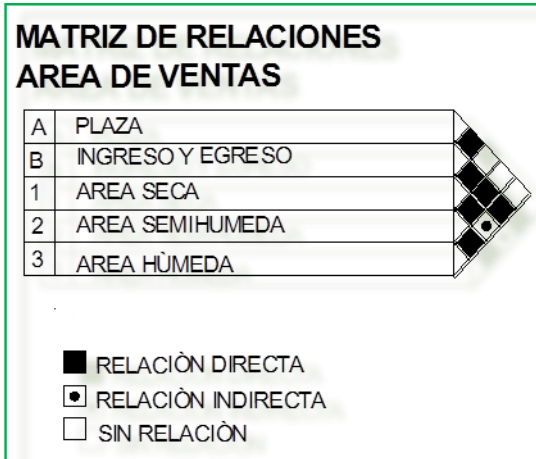 MATRIZ DE RELACIONES
AREA DE VENTAS
A PLAZA
B INGRESO Y EGRESO
1 AREA SECA
2 AREA SEMIHUMEDA
3 AREA HÙMEDA
RELACIÒN DIRECTA
RELACIÒN INDIRECTA
SIN RELACIÒN